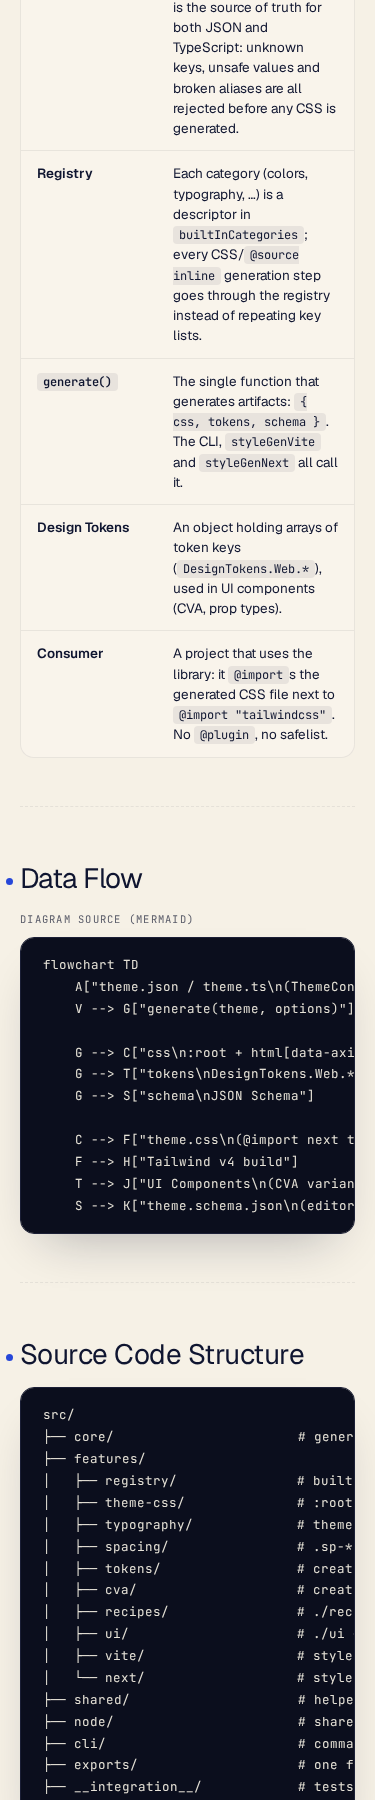 is the source of truth for
both JSON and
TypeScript: unknown
keys, unsafe values and
broken aliases are all
rejected before any CSS is
generated.
Registry
Each category (colors,
typography, …) is a
descriptor in
builtInCategories ;
every CSS/ @source
inline generation step
goes through the registry
instead of repeating key
lists.
generate()
The single function that
generates artifacts: {
css, tokens, schema } .
The CLI, styleGenVite
and styleGenNext all call
it.
Design Tokens
An object holding arrays of
token keys
( DesignTokens.Web.* ),
used in UI components
(CVA, prop types).
Consumer
A project that uses the
library: it @import s the
generated CSS file next to
@import "tailwindcss" .
No @plugin , no safelist.
Data Flow
DIAGRAM SOURCE (MERMAID)
flowchart TD
A["theme.json / theme.ts\n(ThemeCon
V --> G["generate(theme, options)"]
G --> C["css\n:root + html[data-axi
G --> T["tokens\nDesignTokens.Web.*
G --> S["schema\nJSON Schema"]
C --> F["theme.css\n(@import next t
F --> H["Tailwind v4 build"]
T --> J["UI Components\n(CVA varian
S --> K["theme.schema.json\n(editor
Source Code Structure
src/
├── core/ # gener
├── features/
│ ├── registry/ # built
│ ├── theme-css/ # :root
│ ├── typography/ # theme
│ ├── spacing/ # .sp-*
│ ├── tokens/ # creat
│ ├── cva/ # creat
│ ├── recipes/ # ./rec
│ ├── ui/ # ./ui
│ ├── vite/ # style
│ └── next/ # style
├── shared/ # helpe
├── node/ # share
├── cli/ # comma
├── exports/ # one f
├── __integration__/ # tests